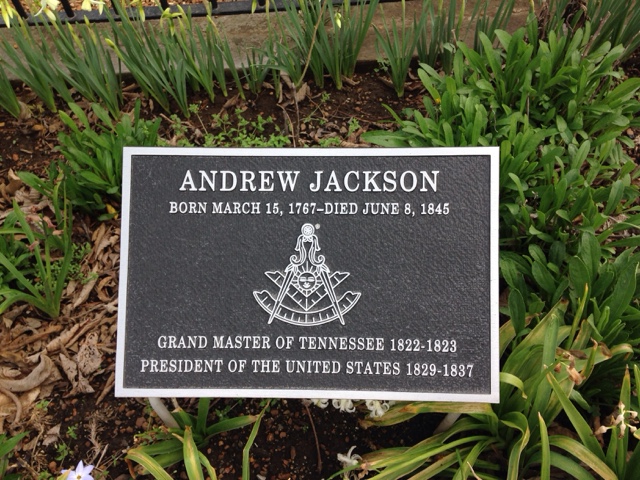 ANDREW JACKSON
BORN MARCH 15, 1767–DIED JUNE 8, 1845
GRAND MASTER OF TENNESSEE 1822-1823
PRESIDENT OF THE UNITED STATES 1829-1837